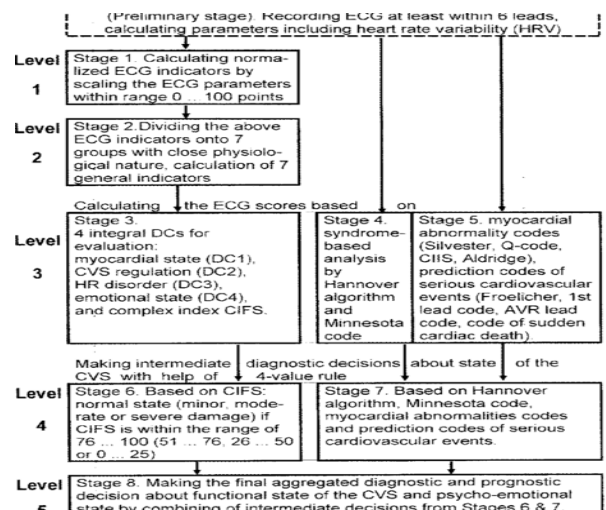 (Preliminary stage). Recording ECG at least within 6 leads,
calculating parameters including heart rate variability (HRV)
Level
1
Stage 1. Calculating norma-
lized ECG indicators by
scaling the ECG parameters
within range 0 ... 100 points
Level
2
Stage 2.Dividing the above
ECG indicators onto 7
groups with close physiolo-
gical nature, calculation of 7
general indicators
Calculating the ECG scores based on
Level
3
Stage 3.
4 integral DCs for
evaluation:
myocardial state (DC1),
CVS regulation (DC2),
HR disorder (DC3),
emotional state (DC4),
and complex index CIFS.
Stage 4.
syndrome-
based
analysis
by
Hannover
algorithm
and
Minnesota
code
Stage 5. myocardial
abnormality codes
(Silvester, Q-code,
CIIS, Aldridge),
prediction codes of
serious cardiovascular
events (Froelicher, 1st
lead code, AVR lead
code, code of sudden
cardiac death).
Making intermediate diagnostic decisions about state of the
CVS with help of 4-value rule
Level
4
Stage 6. Based on CIFS:
normal state (minor, mode-
rate or severe damage) if
CIFS is within the range of
76 ... 100 (51 ... 76, 26 ... 50
or 0 ... 25)
Stage 7. Based on Hannover
algorithm, Minnesota code,
myocardial abnormalities codes
and prediction codes of serious
cardiovascular events.
Level
5
Stage 8. Making the final aggregated diagnostic and prognostic
decision about functional state of the CVS and psycho-emotional
state by combining of intermediate decisions from Stages 6 & 7.